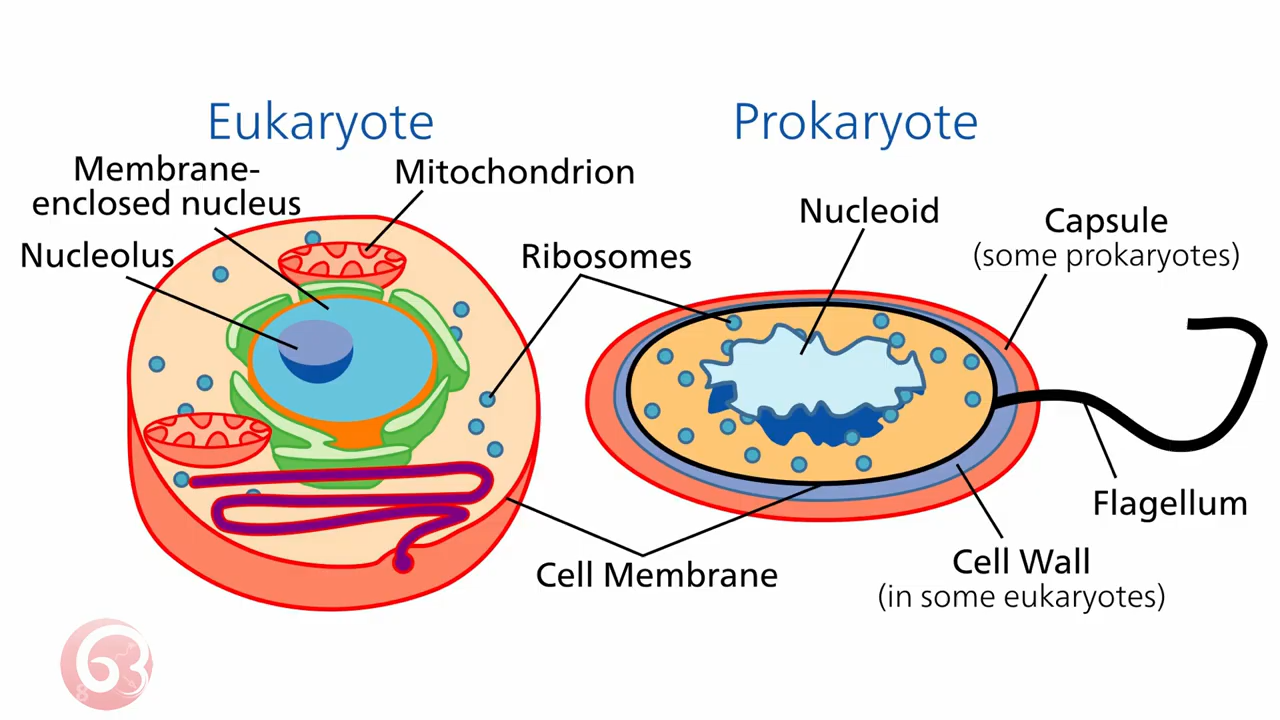 Eukaryote
Prokaryote
Membrane-
enclosed nucleus
Mitochondrion
Nucleolus
Ribosomes
Nucleoid
Capsule
(some prokaryotes)
Flagellum
Cell Membrane
Cell Wall
(in some eukaryotes)
63